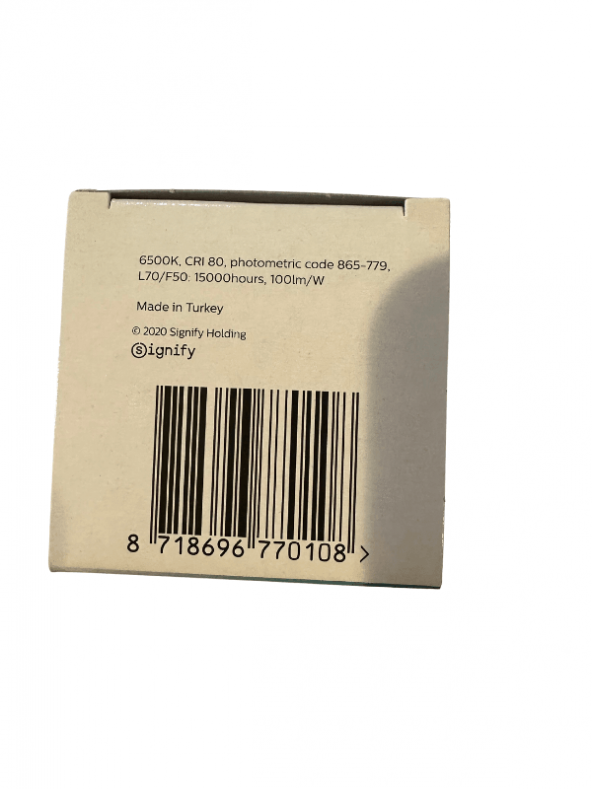 6500K, CRI 80, photometric code 865-779,
L70/F50: 15000hours, 100lm/W
Made in Turkey
© 2020 Signify Holding
Signify
8 718696 770108 >